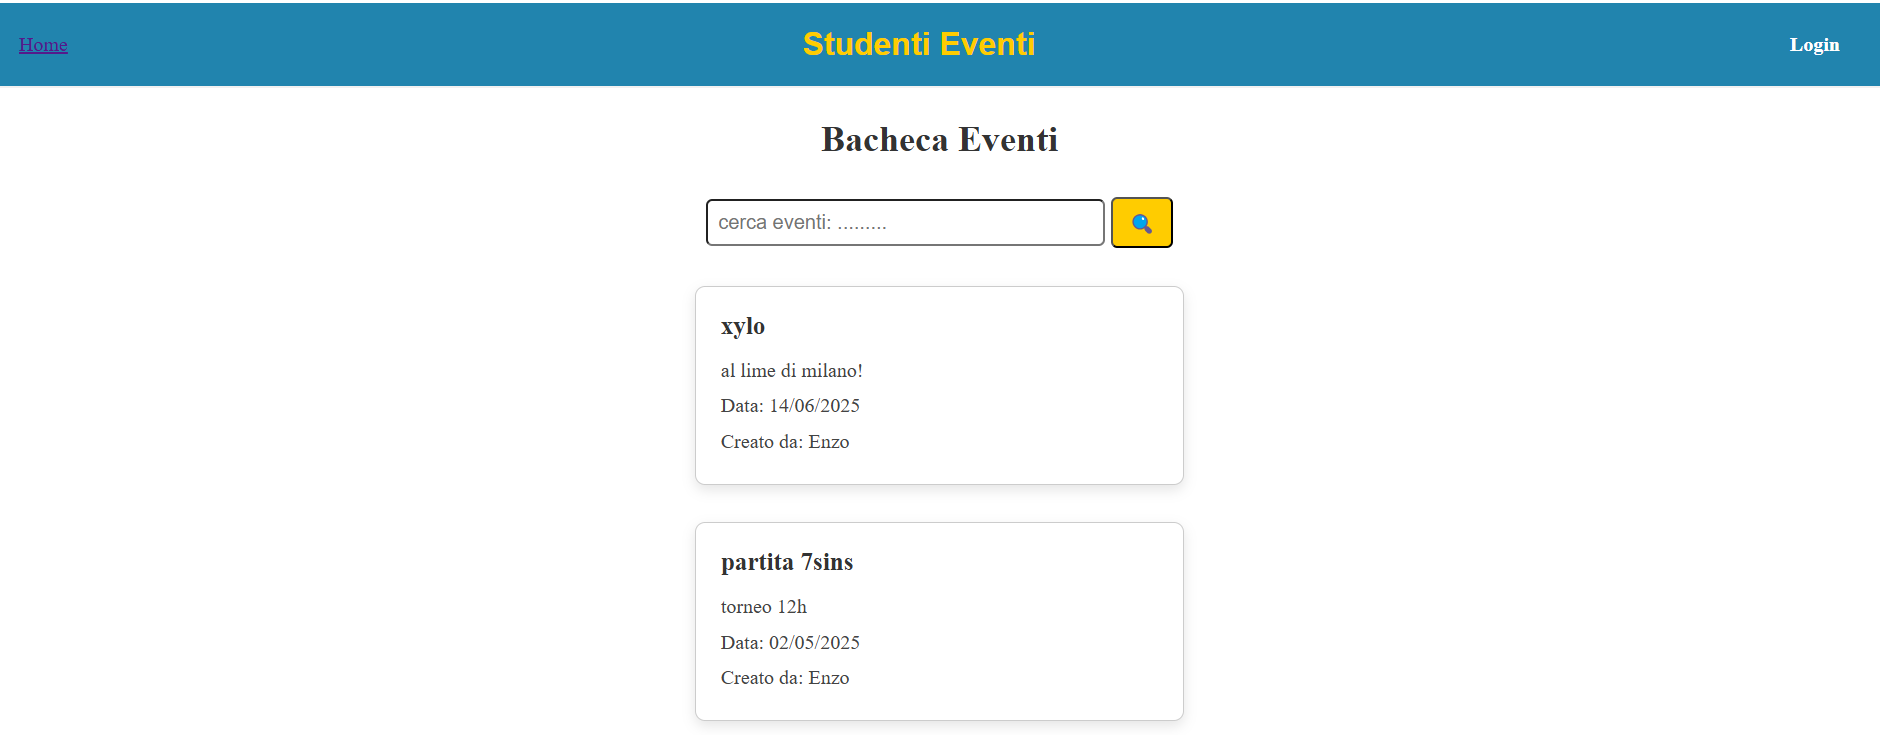 Home
Studenti Eventi
Login
Bacheca Eventi
cerca eventi: .........
xylo
al lime di milano!
Data: 14/06/2025
Creato da: Enzo
partita 7sins
torneo 12h
Data: 02/05/2025
Creato da: Enzo